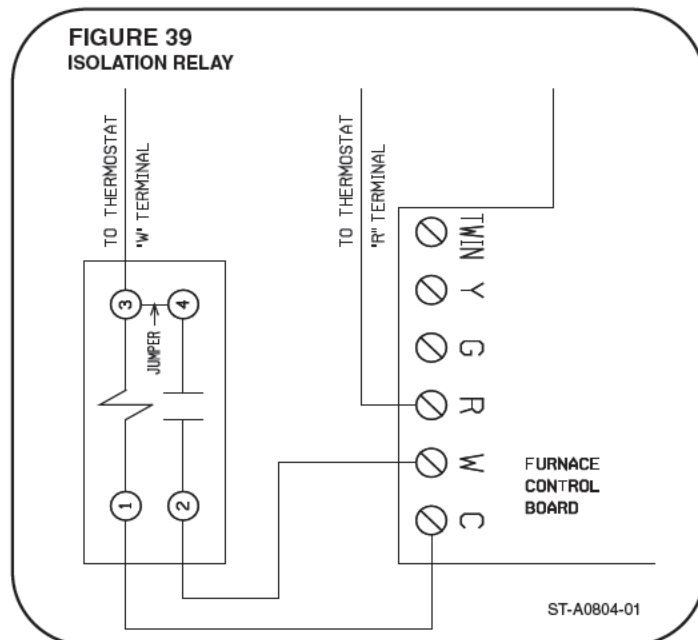 FIGURE 39
ISOLATION RELAY
TO THERMOSTAT
'W' TERMINAL
TO THERMOSTAT
'R" TERMINAL
3
4
JUMPER
1
2
TWIN
Y
G
R
W
C
FURNACE
CONTROL
BOARD
ST-A0804-01